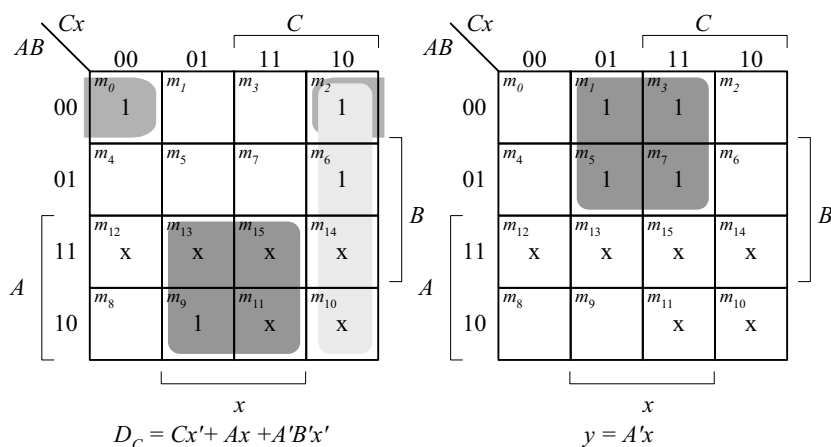 Cx
AB
C
00 01 11 10
00 m0 1 m1 m3 m2 1
01 m4 m5 m7 m6 1
11 m12 x m13 x m15 x m14 x
10 m8 m9 1 m11 x m10 x
A
B
x
D_C = Cx′+ Ax +A′B′x′
Cx
AB
C
00 01 11 10
00 m0 m1 1 m3 1 m2
01 m4 m5 1 m7 1 m6
11 m12 x m13 x m15 x m14 x
10 m8 m9 m11 x m10 x
A
B
x
y = A′x